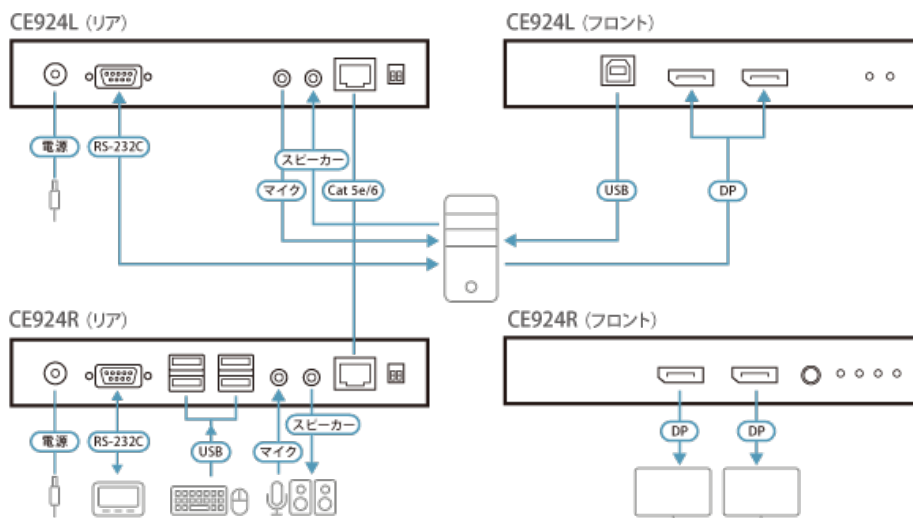 CE924L (リア)
CE924L (フロント)
電源
RS-232C
スピーカー
マイク
Cat 5e/6
USB
DP
CE924R (リア)
CE924R (フロント)
電源
RS-232C
USB
マイク
スピーカー
DP
DP